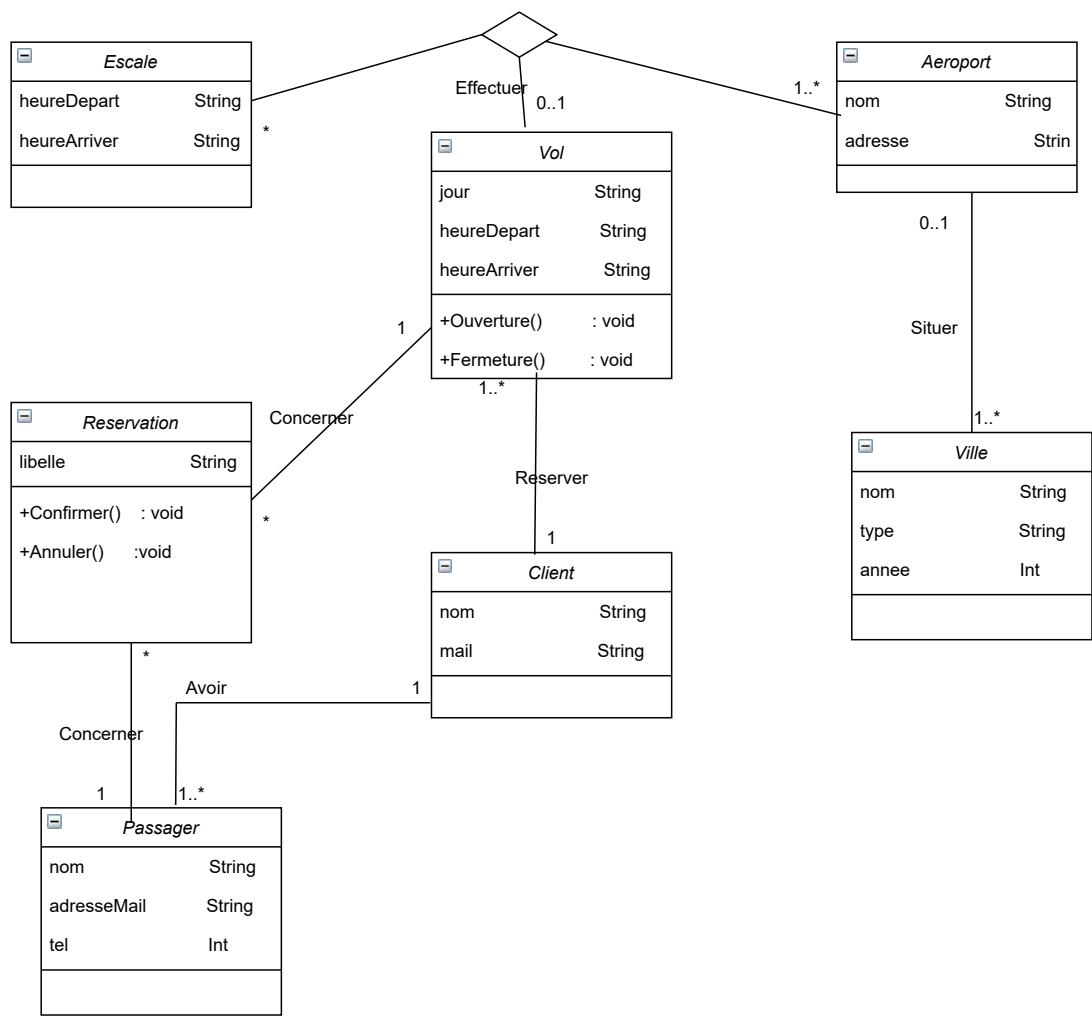 Escale
heureDepart String
heureArriver String
*
Effectuer
0..1
1..*
Aeroport
nom String
adresse Strin
Vol
jour String
heureDepart String
heureArriver String
+Ouverture() : void
+Fermeture() : void
0..1
Situer
1..*
1
Concerner
*
1..*
Reserver
1
Reservation
libelle String
+Confirmer() : void
+Annuler() :void
Ville
nom String
type String
annee Int
Client
nom String
mail String
*
Avoir
1
Concerner
1
1..*
Passager
nom String
adresseMail String
tel Int